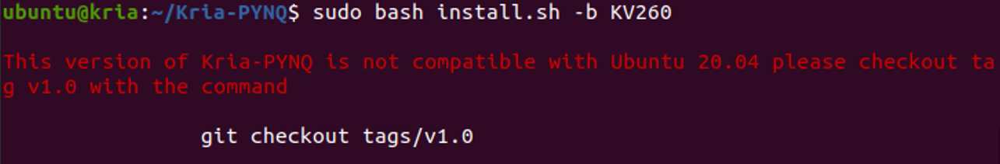 ubuntu@kria:~/Kria-PYNQ$ sudo bash install.sh -b KV260
This version of Kria-PYNQ is not compatible with Ubuntu 20.04 please checkout ta
g v1.0 with the command
git checkout tags/v1.0